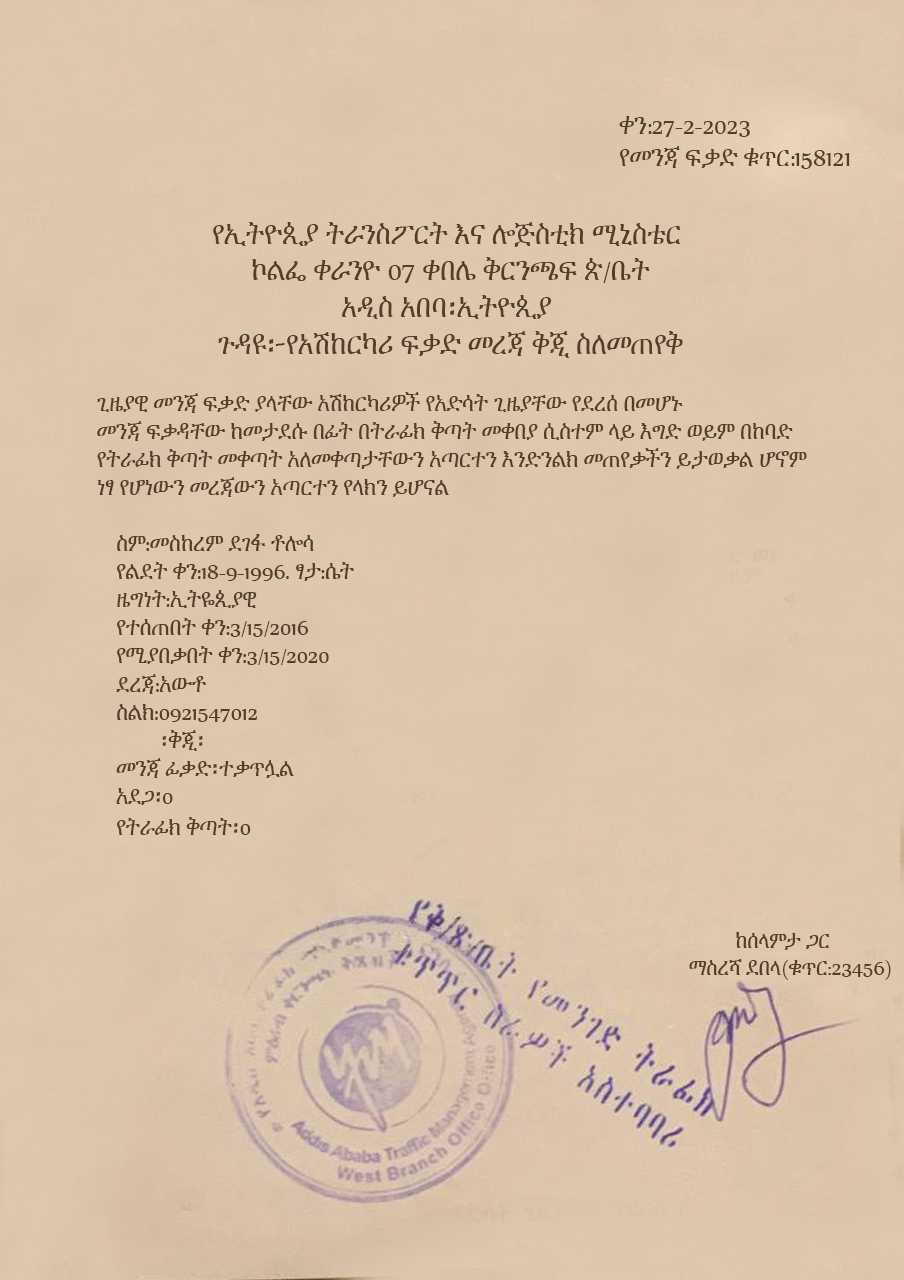 ቀን:27-2-2023
የመንጃ ፍቃድ ቁጥር:158121
የኢትዮጲያ ትራንስፖርት እና ሎጅስቲክ ሚኒስቴር
ኮልፌ ቀራንዮ 07 ቀበሌ ቅርንጫፍ ጽ/ቤት
አዲስ አበባ፡ኢትዮጲያ
ጉዳዩ፡-የአሽከርካሪ ፍቃድ መረጃ ቅጂ ስለመጠየቅ
ጊዜያዊ መንጃ ፍቃድ ያላቸው አሽከርካሪዎች የእድሳት ጊዜያቸው የደረሰ በመሆኑ
መንጃ ፍቃዳቸው ከመታደሱ በፊት በትራፊክ ቅጣት መቀበያ ሲስተም ላይ እግድ ወይም በከባድ
የትራፊክ ቅጣት መቀጣት አለመቀጣታቸውን አጣርተን እንድንልክ መጠየቃችን ይታወቃል ሆኖም
ነፃ የሆነውን መረጃውን አጣርተን የላክን ይሆናል
ስም:መስከረም ደገፋ ቶሎሳ
የልደት ቀን:18-9-1996. ፃታ:ሴት
ዜግነት:ኢትዬጲያዊ
የተሰጠበት ቀን:3/15/2016
የሚያበቃበት ቀን:3/15/2020
ደረጃ:አውቶ
ስልክ:0921547012
፡ቅጂ፡
መንጃ ፊቃድ፡ተቃጥሏል
አደጋ፡0
የትራፊክ ቅጣት፡0
ከሰላምታ ጋር
ማስረሻ ደበላ(ቁጥር:23456)
የቅ/ጽ/ቤት የመንገድ ትራፊክ
ቁጥጥር ስራዎች አስተባባሪ
Addis Ababa Traffic Management Agency
West Branch Office